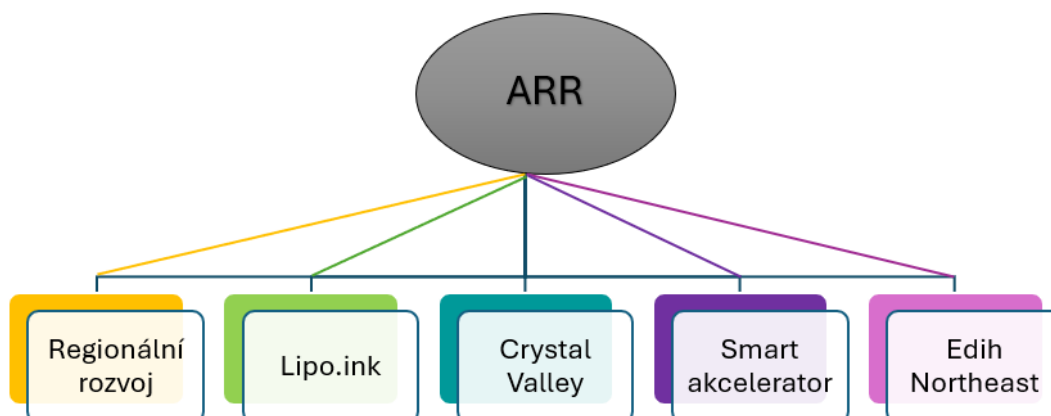 ARR
Regionální
rozvoj
Lipo.ink
Crystal
Valley
Smart
akcelerator
Edih
Northeast